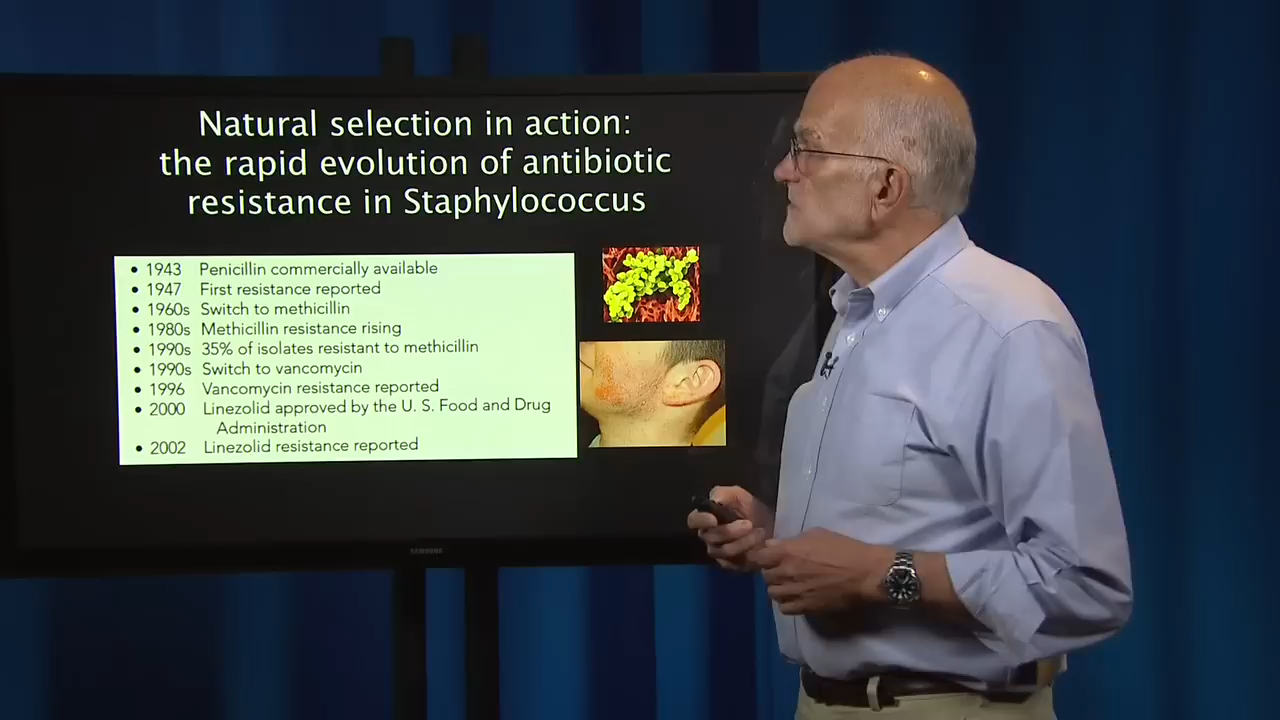 Natural selection in action:
the rapid evolution of antibiotic
resistance in Staphylococcus
• 1943 Penicillin commercially available
• 1947 First resistance reported
• 1960s Switch to methicillin
• 1980s Methicillin resistance rising
• 1990s 35% of isolates resistant to methicillin
• 1990s Switch to vancomycin
• 1996 Vancomycin resistance reported
• 2000 Linezolid approved by the U. S. Food and Drug
Administration
• 2002 Linezolid resistance reported
SAMSUNG